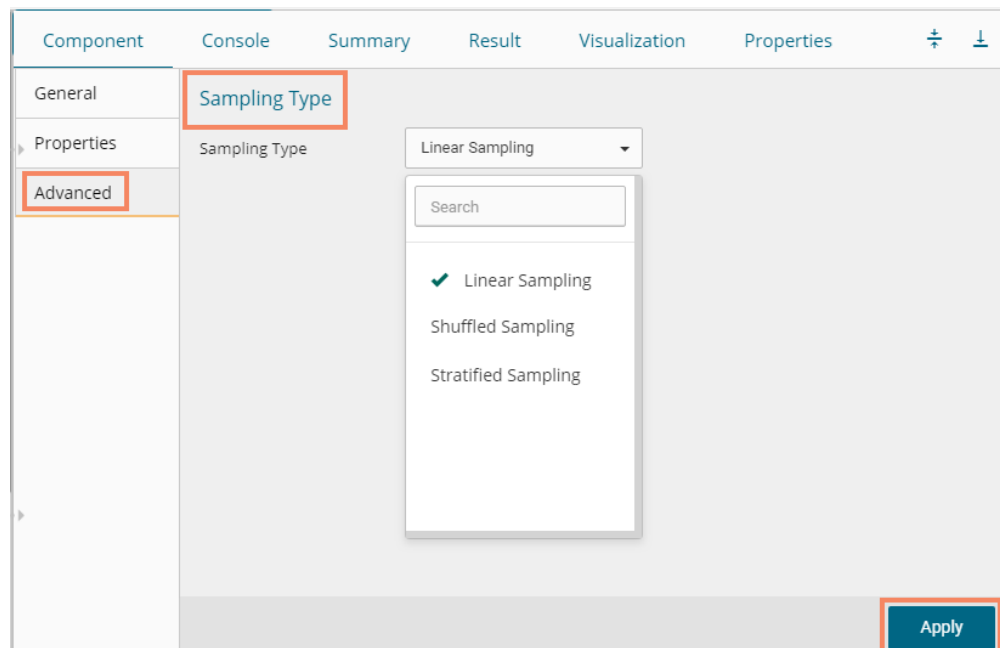 Component Console Summary Result Visualization Properties
General
Sampling Type
Properties
Sampling Type Linear Sampling
Advanced
Search
Linear Sampling
Shuffled Sampling
Stratified Sampling
Apply